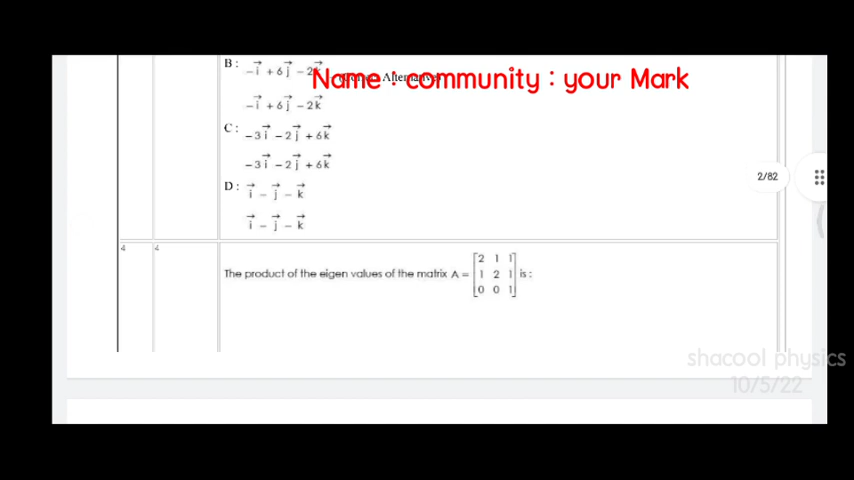 B : −i⃗ + 6j⃗ − 2k⃗
Name : community : your Mark
−i⃗ + 6j⃗ − 2k⃗
C : −3i⃗ − 2j⃗ + 6k⃗
−3i⃗ − 2j⃗ + 6k⃗
2/82
D : i⃗ − j⃗ − k⃗
i⃗ − j⃗ − k⃗
4 4
The product of the eigen values of the matrix A = [2 1 1; 1 2 1; 0 0 1] is :
shacool physics
10/5/22